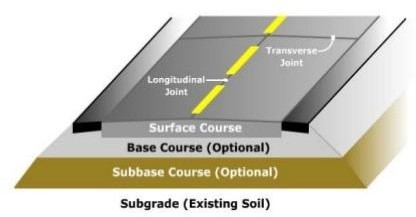 Transverse
Joint
Longitudinal
Joint
Surface Course
Base Course (Optional)
Subbase Course (Optional)
Subgrade (Existing Soil)